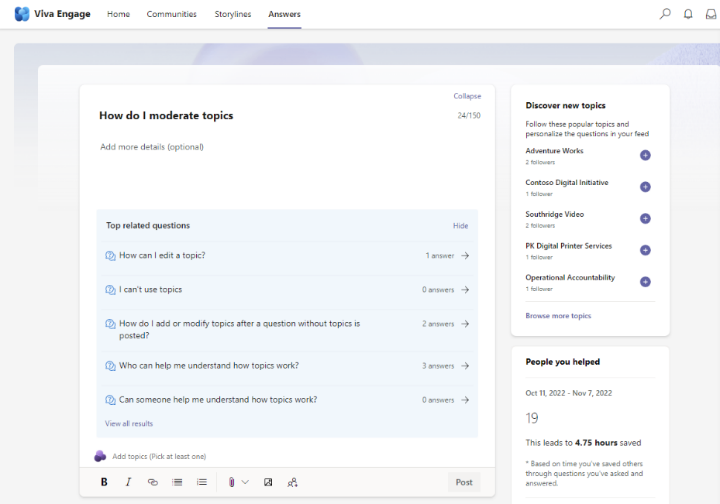 Viva Engage
Home
Communities
Storylines
Answers
Collapse
How do I moderate topics
24/150
Add more details (optional)
Top related questions
Hide
How can I edit a topic?
1 answer
I can't use topics
0 answers
How do I add or modify topics after a question without topics is
posted?
2 answers
Who can help me understand how topics work?
3 answers
Can someone help me understand how topics work?
0 answers
View all results
Add topics (Pick at least one)
B
I
Post
Discover new topics
Follow these popular topics and
personalize the questions in your feed
Adventure Works
2 followers
Contoso Digital Initiative
1 follower
Southridge Video
2 followers
PK Digital Printer Services
1 follower
Operational Accountability
1 follower
Browse more topics
People you helped
Oct 11, 2022 - Nov 7, 2022
19
This leads to 4.75 hours saved
* Based on time you've saved others
through questions you've asked and
answered.